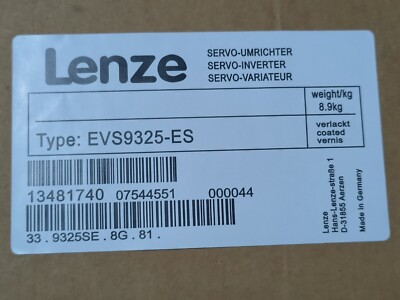 Lenze
SERVO-UMRICHTER
SERVO-INVERTER
SERVO-VARIATEUR
weight/kg
8.9kg
Type: EVS9325-ES
verlackt
coated
vernis
13481740 07544551 000044
33.9325SE.8G.81.
Lenze
Hans-Lenze-straße 1
D-31855 Aerzen
Made in Germany